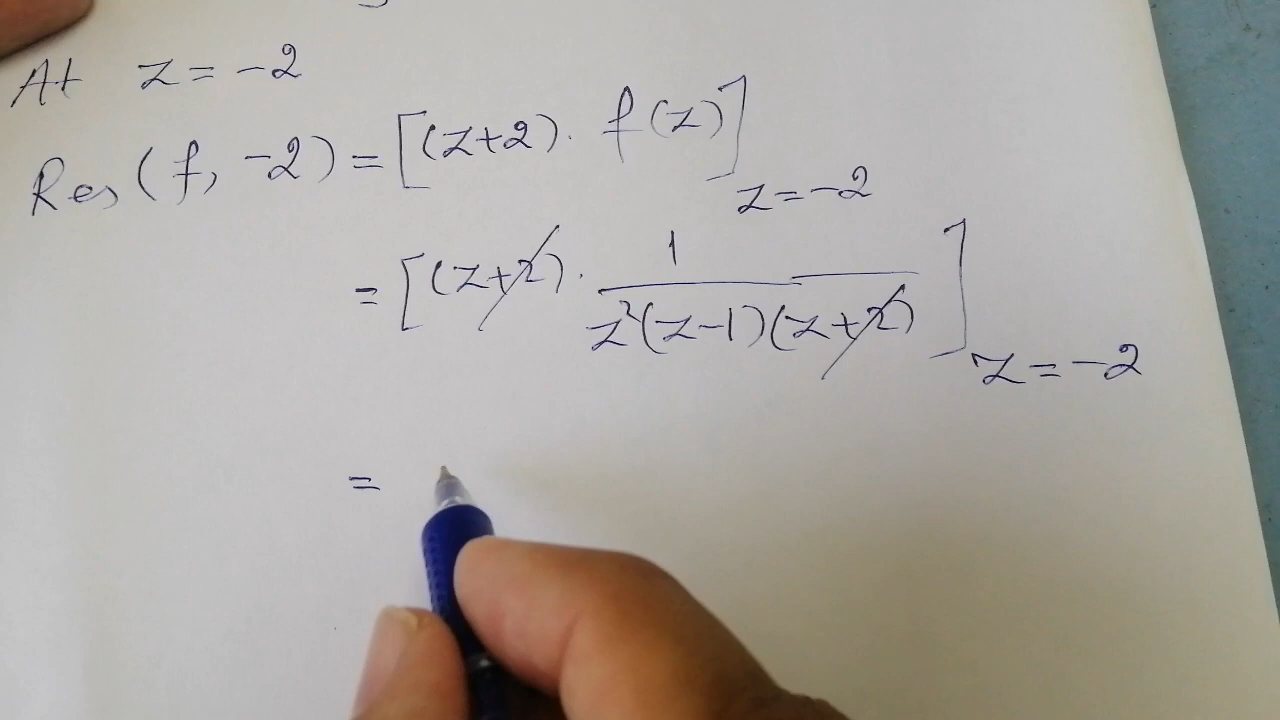 At z = -2
Res(f, -2) = [(z+2). f(z)] z=-2
= [(z+2). 1/z²(z-1)(z+2)] z=-2
=